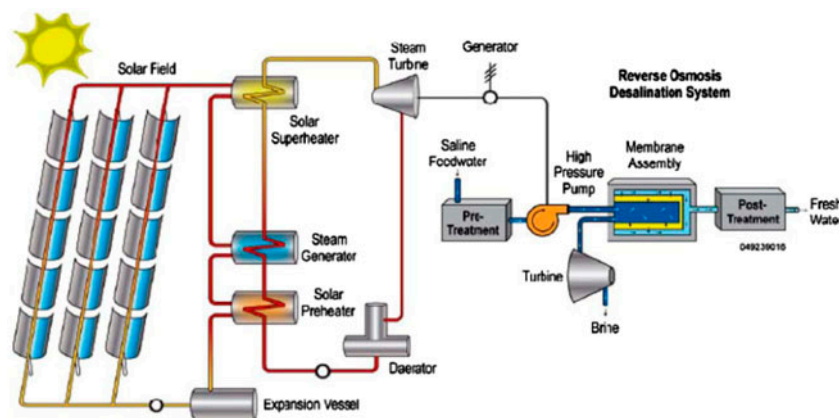 Solar Field
Solar
Superheater
Steam
Generator
Solar
Preheater
Expansion Vessel
Steam
Turbine
Daerator
Generator
Reverse Osmosis
Desalination System
Saline
Foodwater
Pre-
Treatment
High
Pressure
Pump
Membrane
Assembly
Post-
Treatment
Fresh
Water
049239016
Turbine
Brine